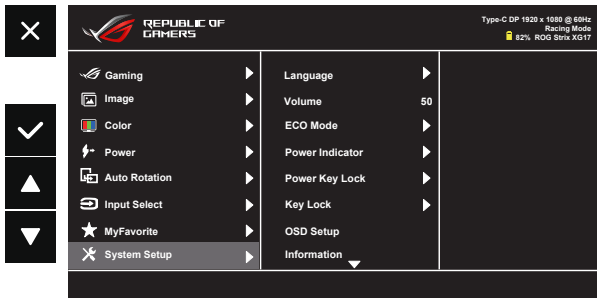 REPUBLIC OF
GAMERS
Type-C DP 1920 x 1080 @ 60Hz
Racing Mode
82% ROG Strix XG17
Gaming
Image
Color
Power
Auto Rotation
Input Select
MyFavorite
System Setup
Language
Volume 50
ECO Mode
Power Indicator
Power Key Lock
Key Lock
OSD Setup
Information